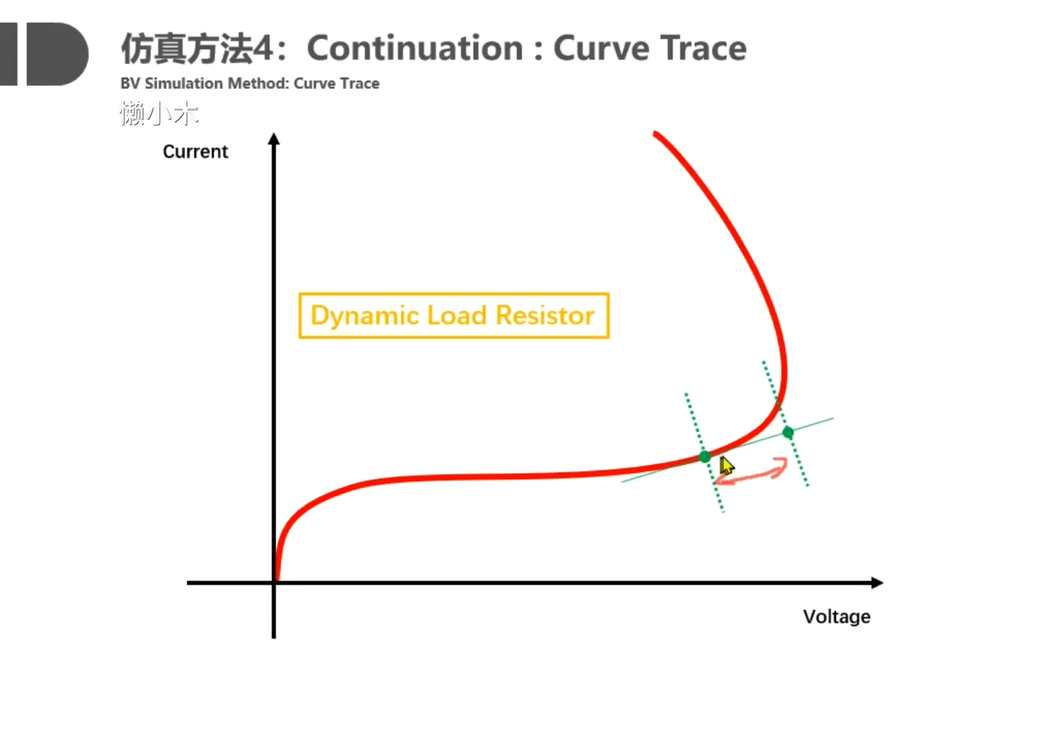 仿真方法4：Continuation : Curve Trace
BV Simulation Method: Curve Trace
懒小木
Current
Dynamic Load Resistor
Voltage